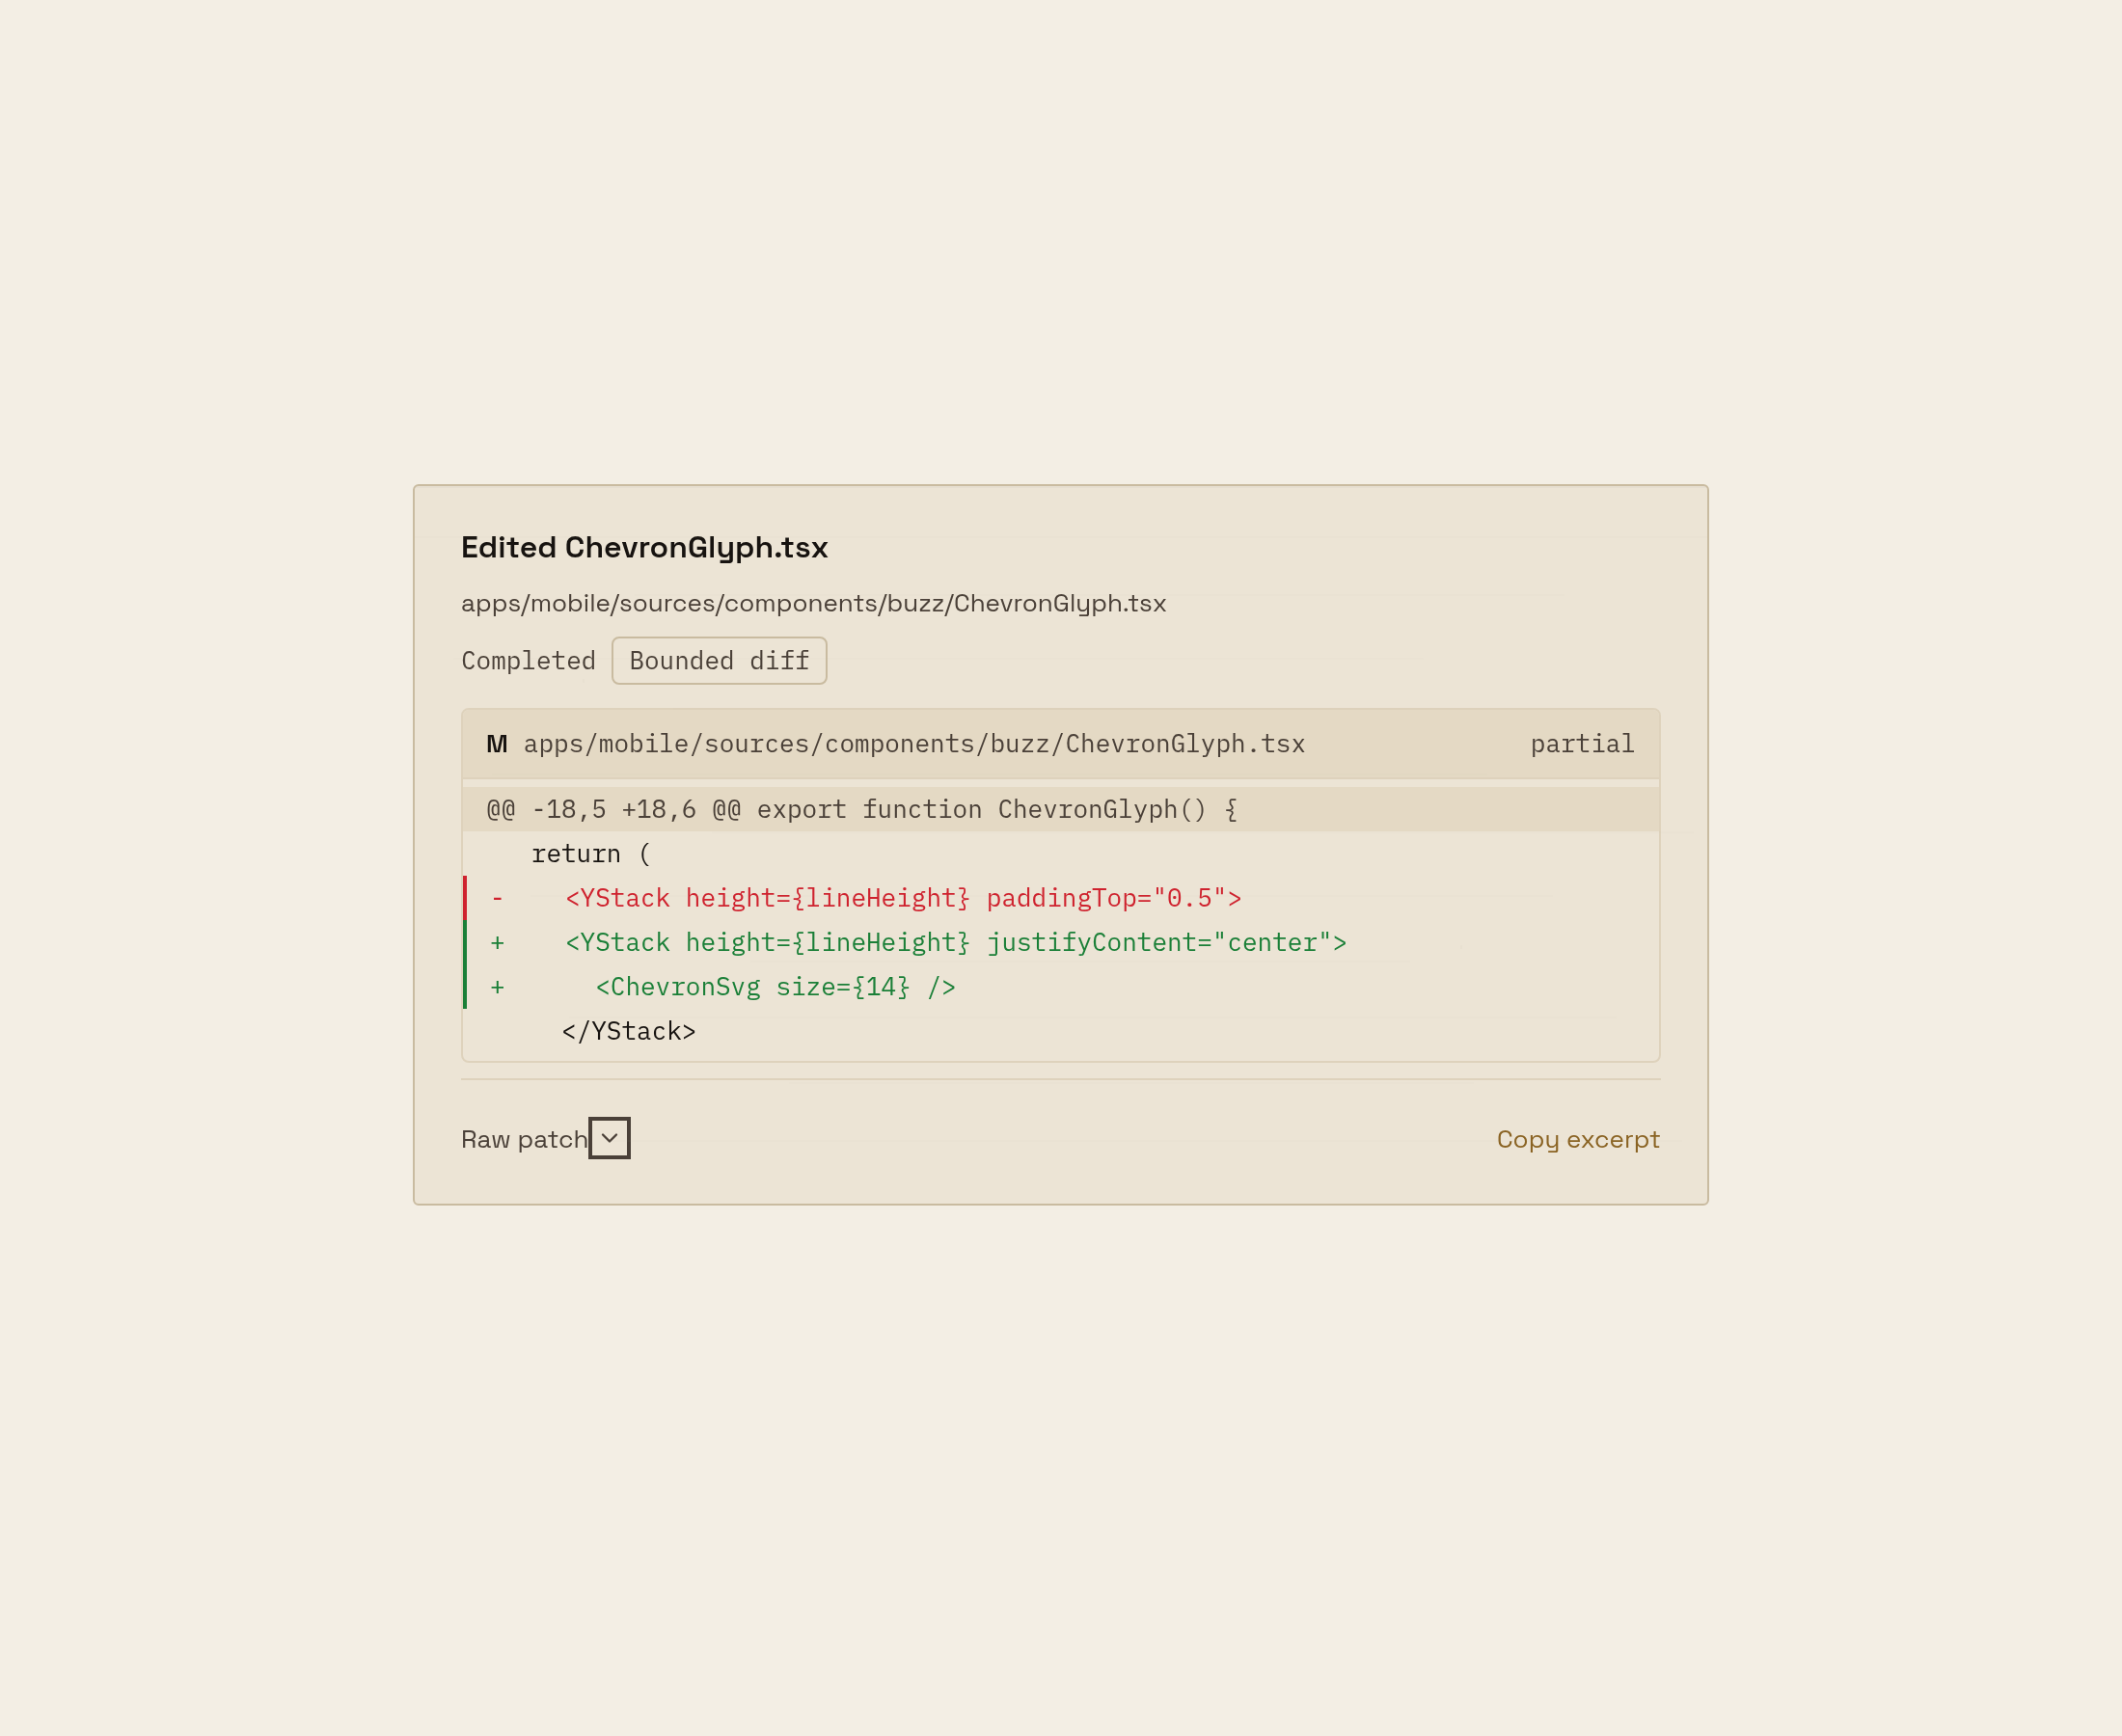 Edited ChevronGlyph.tsx
apps/mobile/sources/components/buzz/ChevronGlyph.tsx
Completed Bounded diff
M apps/mobile/sources/components/buzz/ChevronGlyph.tsx partial
@@ -18,5 +18,6 @@ export function ChevronGlyph() {
   return (
-    <YStack height={lineHeight} paddingTop="0.5">
+    <YStack height={lineHeight} justifyContent="center">
+      <ChevronSvg size={14} />
     </YStack>
Raw patch Copy excerpt